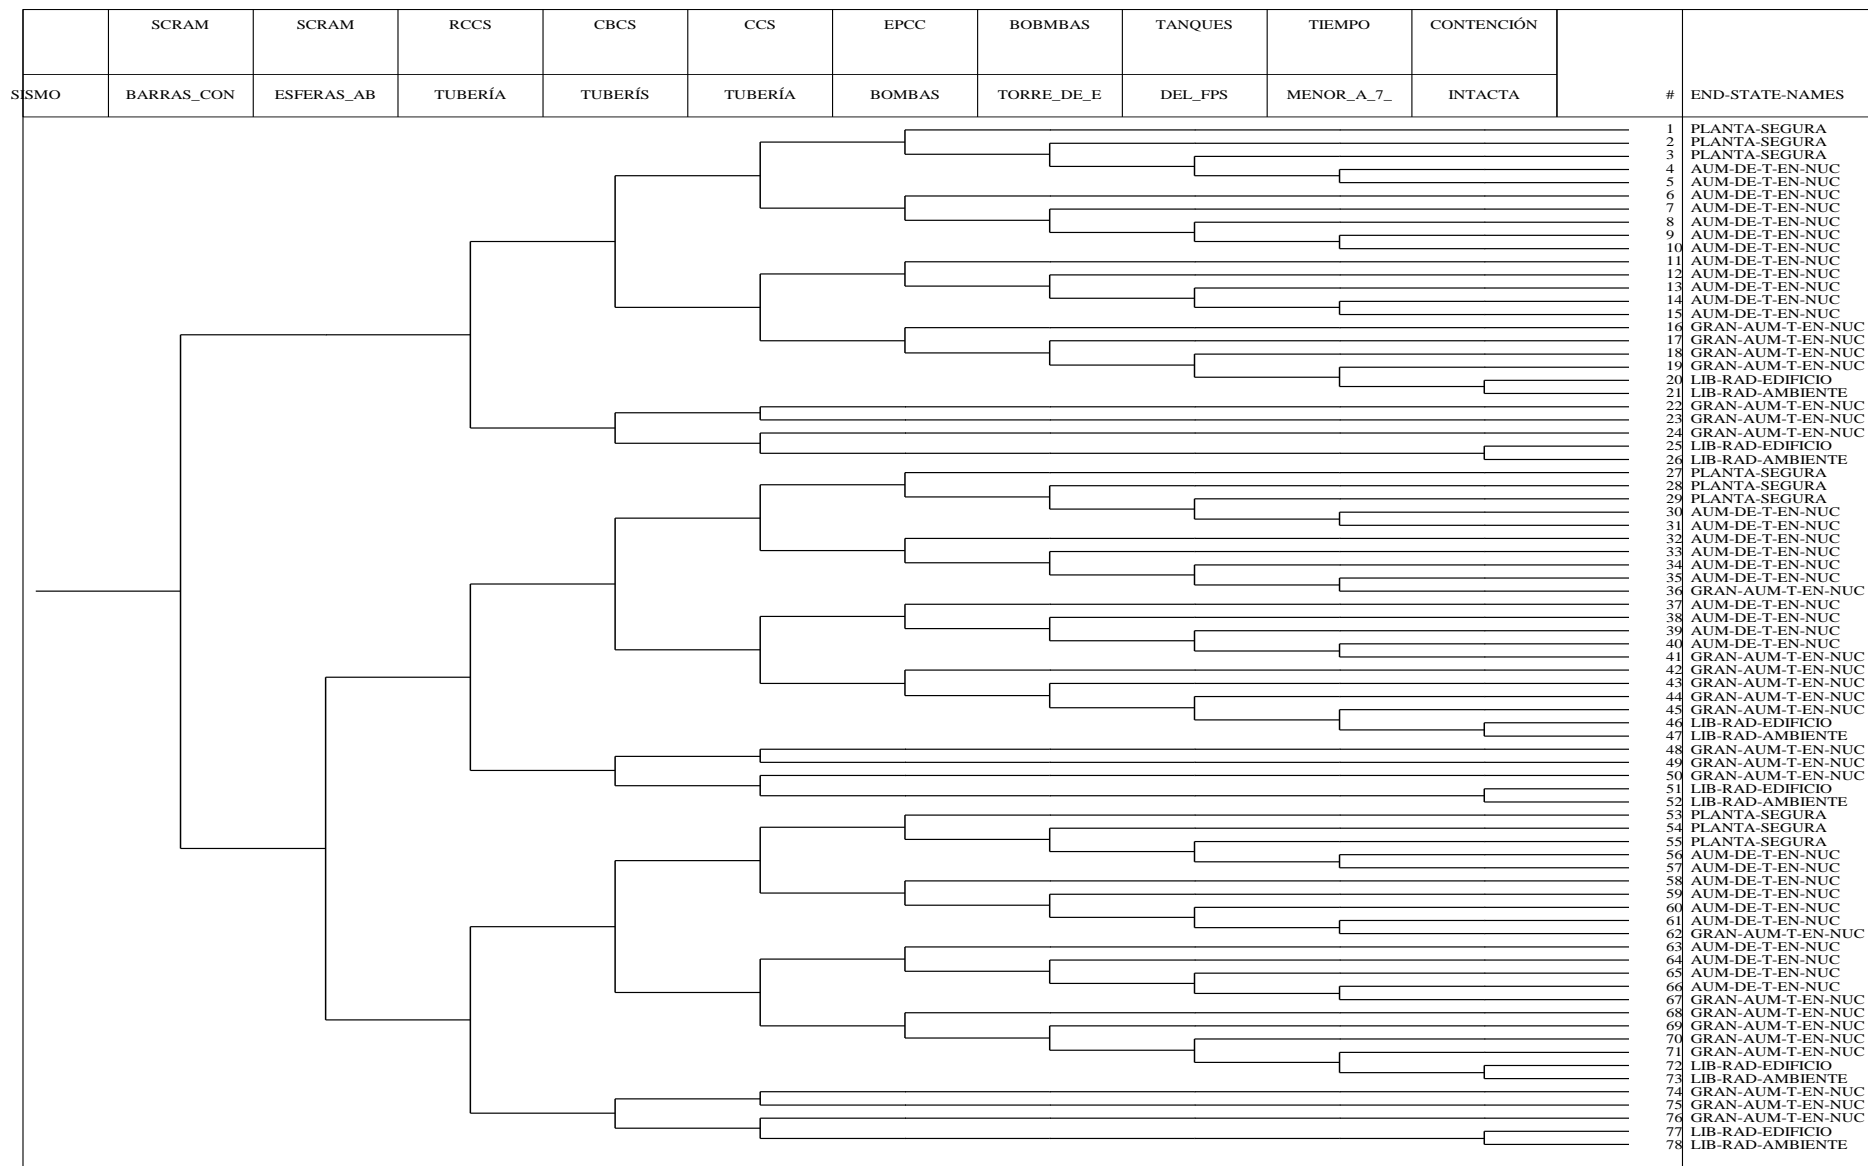 SCRAM SCRAM RCCS CBCS CCS EPCC BOBMBAS TANQUES TIEMPO CONTENCIÓN
SISMO BARRAS_CON ESFERAS_AB TUBERÍA TUBERÍS TUBERÍA BOMBAS TORRE_DE_E DEL_FPS MENOR_A_7_ INTACTA # END-STATE-NAMES
1 PLANTA-SEGURA
2 PLANTA-SEGURA
3 PLANTA-SEGURA
4 AUM-DE-T-EN-NUC
5 AUM-DE-T-EN-NUC
6 AUM-DE-T-EN-NUC
7 AUM-DE-T-EN-NUC
8 AUM-DE-T-EN-NUC
9 AUM-DE-T-EN-NUC
10 AUM-DE-T-EN-NUC
11 AUM-DE-T-EN-NUC
12 AUM-DE-T-EN-NUC
13 AUM-DE-T-EN-NUC
14 AUM-DE-T-EN-NUC
15 AUM-DE-T-EN-NUC
16 GRAN-AUM-T-EN-NUC
17 GRAN-AUM-T-EN-NUC
18 GRAN-AUM-T-EN-NUC
19 GRAN-AUM-T-EN-NUC
20 LIB-RAD-EDIFICIO
21 LIB-RAD-AMBIENTE
22 GRAN-AUM-T-EN-NUC
23 GRAN-AUM-T-EN-NUC
24 GRAN-AUM-T-EN-NUC
25 LIB-RAD-EDIFICIO
26 LIB-RAD-AMBIENTE
27 PLANTA-SEGURA
28 PLANTA-SEGURA
29 PLANTA-SEGURA
30 AUM-DE-T-EN-NUC
31 AUM-DE-T-EN-NUC
32 AUM-DE-T-EN-NUC
33 AUM-DE-T-EN-NUC
34 AUM-DE-T-EN-NUC
35 AUM-DE-T-EN-NUC
36 GRAN-AUM-T-EN-NUC
37 AUM-DE-T-EN-NUC
38 AUM-DE-T-EN-NUC
39 AUM-DE-T-EN-NUC
40 AUM-DE-T-EN-NUC
41 GRAN-AUM-T-EN-NUC
42 GRAN-AUM-T-EN-NUC
43 GRAN-AUM-T-EN-NUC
44 GRAN-AUM-T-EN-NUC
45 GRAN-AUM-T-EN-NUC
46 LIB-RAD-EDIFICIO
47 LIB-RAD-AMBIENTE
48 GRAN-AUM-T-EN-NUC
49 GRAN-AUM-T-EN-NUC
50 GRAN-AUM-T-EN-NUC
51 LIB-RAD-EDIFICIO
52 LIB-RAD-AMBIENTE
53 PLANTA-SEGURA
54 PLANTA-SEGURA
55 PLANTA-SEGURA
56 AUM-DE-T-EN-NUC
57 AUM-DE-T-EN-NUC
58 AUM-DE-T-EN-NUC
59 AUM-DE-T-EN-NUC
60 AUM-DE-T-EN-NUC
61 AUM-DE-T-EN-NUC
62 GRAN-AUM-T-EN-NUC
63 AUM-DE-T-EN-NUC
64 AUM-DE-T-EN-NUC
65 AUM-DE-T-EN-NUC
66 AUM-DE-T-EN-NUC
67 GRAN-AUM-T-EN-NUC
68 GRAN-AUM-T-EN-NUC
69 GRAN-AUM-T-EN-NUC
70 GRAN-AUM-T-EN-NUC
71 GRAN-AUM-T-EN-NUC
72 LIB-RAD-EDIFICIO
73 LIB-RAD-AMBIENTE
74 GRAN-AUM-T-EN-NUC
75 GRAN-AUM-T-EN-NUC
76 GRAN-AUM-T-EN-NUC
77 LIB-RAD-EDIFICIO
78 LIB-RAD-AMBIENTE